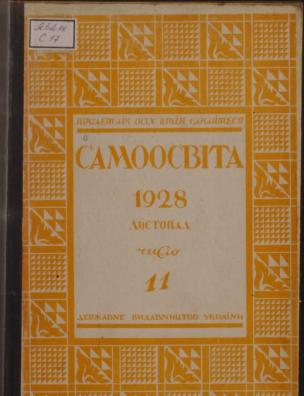 ПРОЛЕТАРІ ВСІХ КРАЇН, ЄДНАЙТЕСЯ
САМООСВІТА
1928
ЛИСТОПАД
число
11
ДЕРЖАВНЕ ВИДАВНИЦТВО УКРАЇНИ